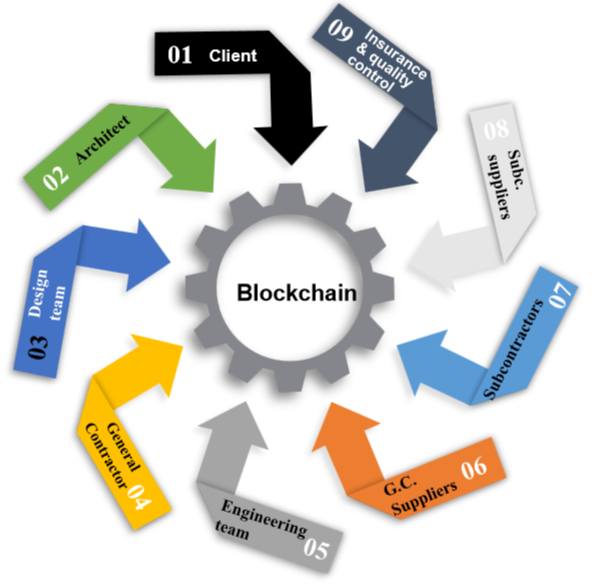 01 Client
02 Architect
03 Design
team
04 General
Contractor
05 Engineering
team
06 G.C.
Suppliers
07 Subcontractors
08 Subc.
suppliers
09 Insurance
& quality
control
Blockchain